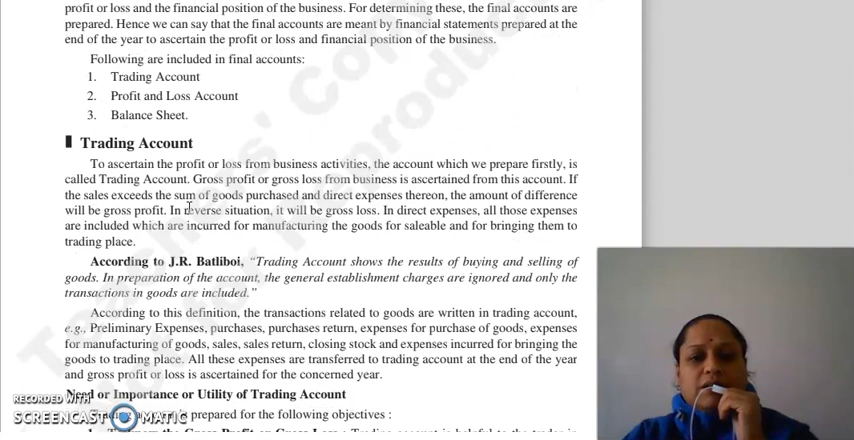 profit or loss and the financial position of the business. For determining these, the final accounts are
prepared. Hence we can say that the final accounts are meant by financial statements prepared at the
end of the year to ascertain the profit or loss and financial position of the business.
Following are included in final accounts:
1. Trading Account
2. Profit and Loss Account
3. Balance Sheet.
Trading Account
To ascertain the profit or loss from business activities, the account which we prepare firstly, is
called Trading Account. Gross profit or gross loss from business is ascertained from this account. If
the sales exceeds the sum of goods purchased and direct expenses thereon, the amount of difference
will be gross profit. In reverse situation, it will be gross loss. In direct expenses, all those expenses
are included which are incurred for manufacturing the goods for saleable and for bringing them to
trading place.
According to J.R. Batliboi, “Trading Account shows the results of buying and selling of
goods. In preparation of the account, the general establishment charges are ignored and only the
transactions in goods are included.”
According to this definition, the transactions related to goods are written in trading account,
e.g., Preliminary Expenses, purchases, purchases return, expenses for purchase of goods, expenses
for manufacturing of goods, sales, sales return, closing stock and expenses incurred for bringing the
goods to trading place. All these expenses are transferred to trading account at the end of the year
and gross profit or loss is ascertained for the concerned year.
Need or Importance or Utility of Trading Account
prepared for the following objectives :
RECORDED WITH
SCREENCAST MATIC
Teachers' Copy